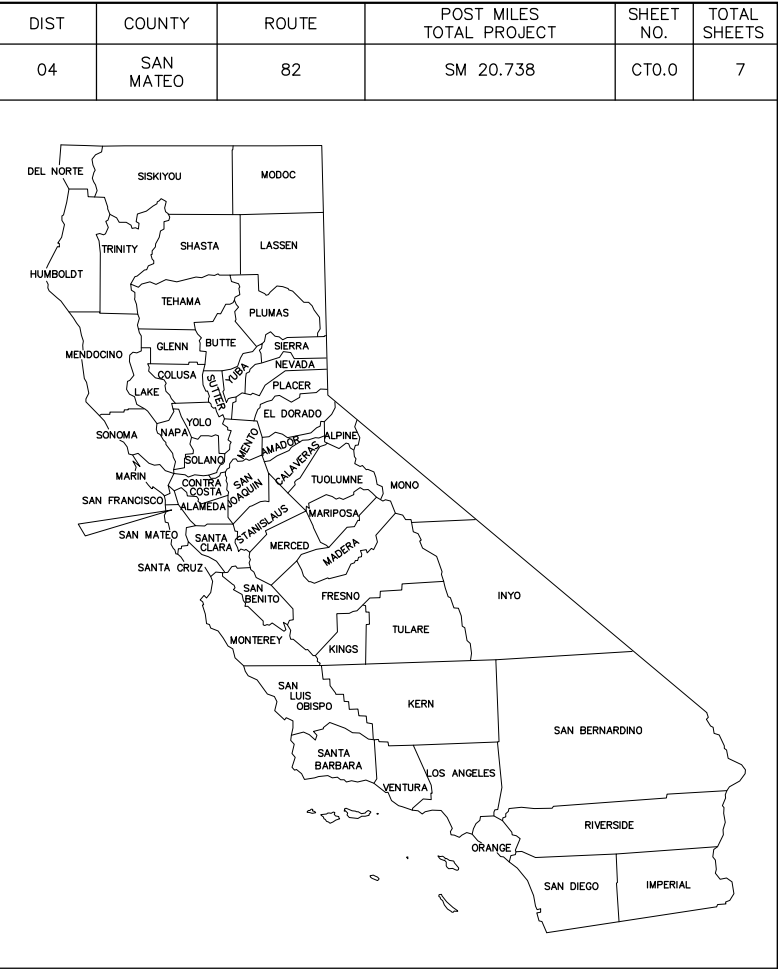 DIST COUNTY ROUTE POST MILES TOTAL PROJECT SHEET NO. TOTAL SHEETS
04 SAN MATEO 82 SM 20.738 CT0.0 7
DEL NORTE
SISKIYOU
MODOC
TRINITY
SHASTA
LASSEN
HUMBOLDT
TEHAMA
PLUMAS
MENDOCINO
GLENN
BUTTE
SIERRA
NEVADA
COLUSA
SUTTER
YUBA
PLACER
LAKE
EL DORADO
YOLO
SONOMA
NAPA
MENTO
AMADOR
ALPINE
SOLANO
CALAVERAS
MARIN
CONTRA
COSTA
SAN
JOAQUIN
TUOLUMNE
MONO
SAN FRANCISCO
ALAMEDA
STANISLAUS
MARIPOSA
SAN MATEO
SANTA
CLARA
MERCED
MADERA
SANTA CRUZ
SAN
BENITO
FRESNO
INYO
MONTEREY
KINGS
TULARE
SAN
LUIS
OBISPO
KERN
SAN BERNARDINO
SANTA
BARBARA
VENTURA
LOS ANGELES
RIVERSIDE
ORANGE
SAN DIEGO
IMPERIAL